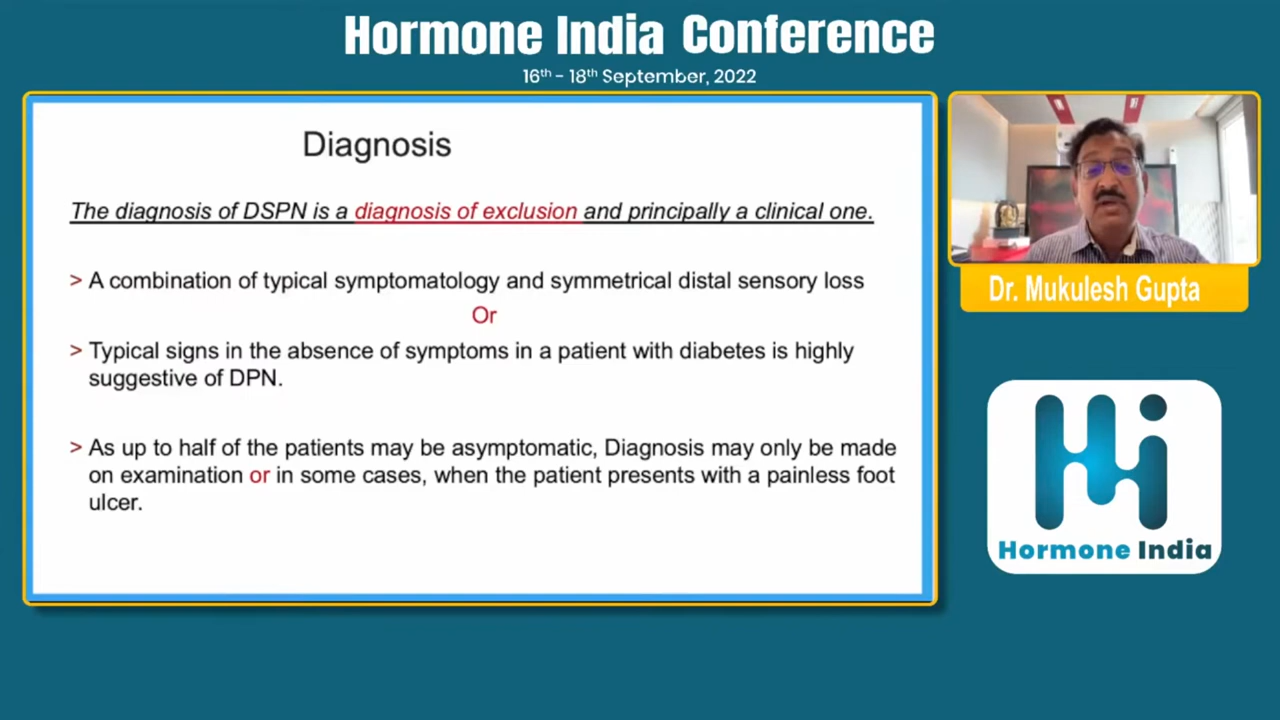 Hormone India Conference
16th - 18th September, 2022
Diagnosis
The diagnosis of DSPN is a diagnosis of exclusion and principally a clinical one.
> A combination of typical symptomatology and symmetrical distal sensory loss
Or
> Typical signs in the absence of symptoms in a patient with diabetes is highly
suggestive of DPN.
> As up to half of the patients may be asymptomatic, Diagnosis may only be made
on examination or in some cases, when the patient presents with a painless foot
ulcer.
Dr. Mukulesh Gupta
Hi
Hormone India